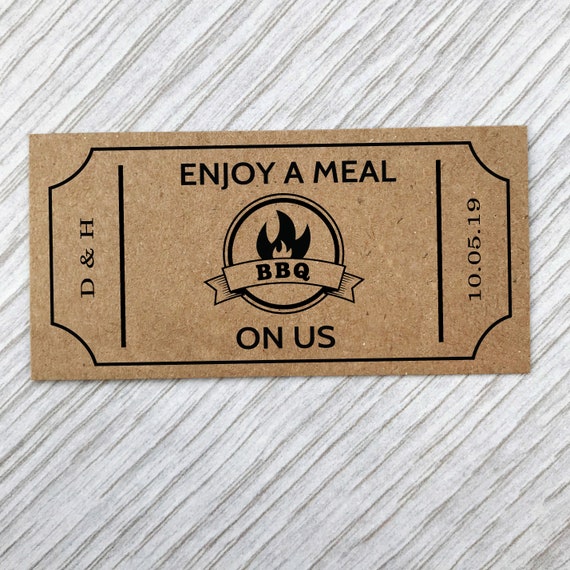 D & H
ENJOY A MEAL
BBQ
ON US
10.05.19